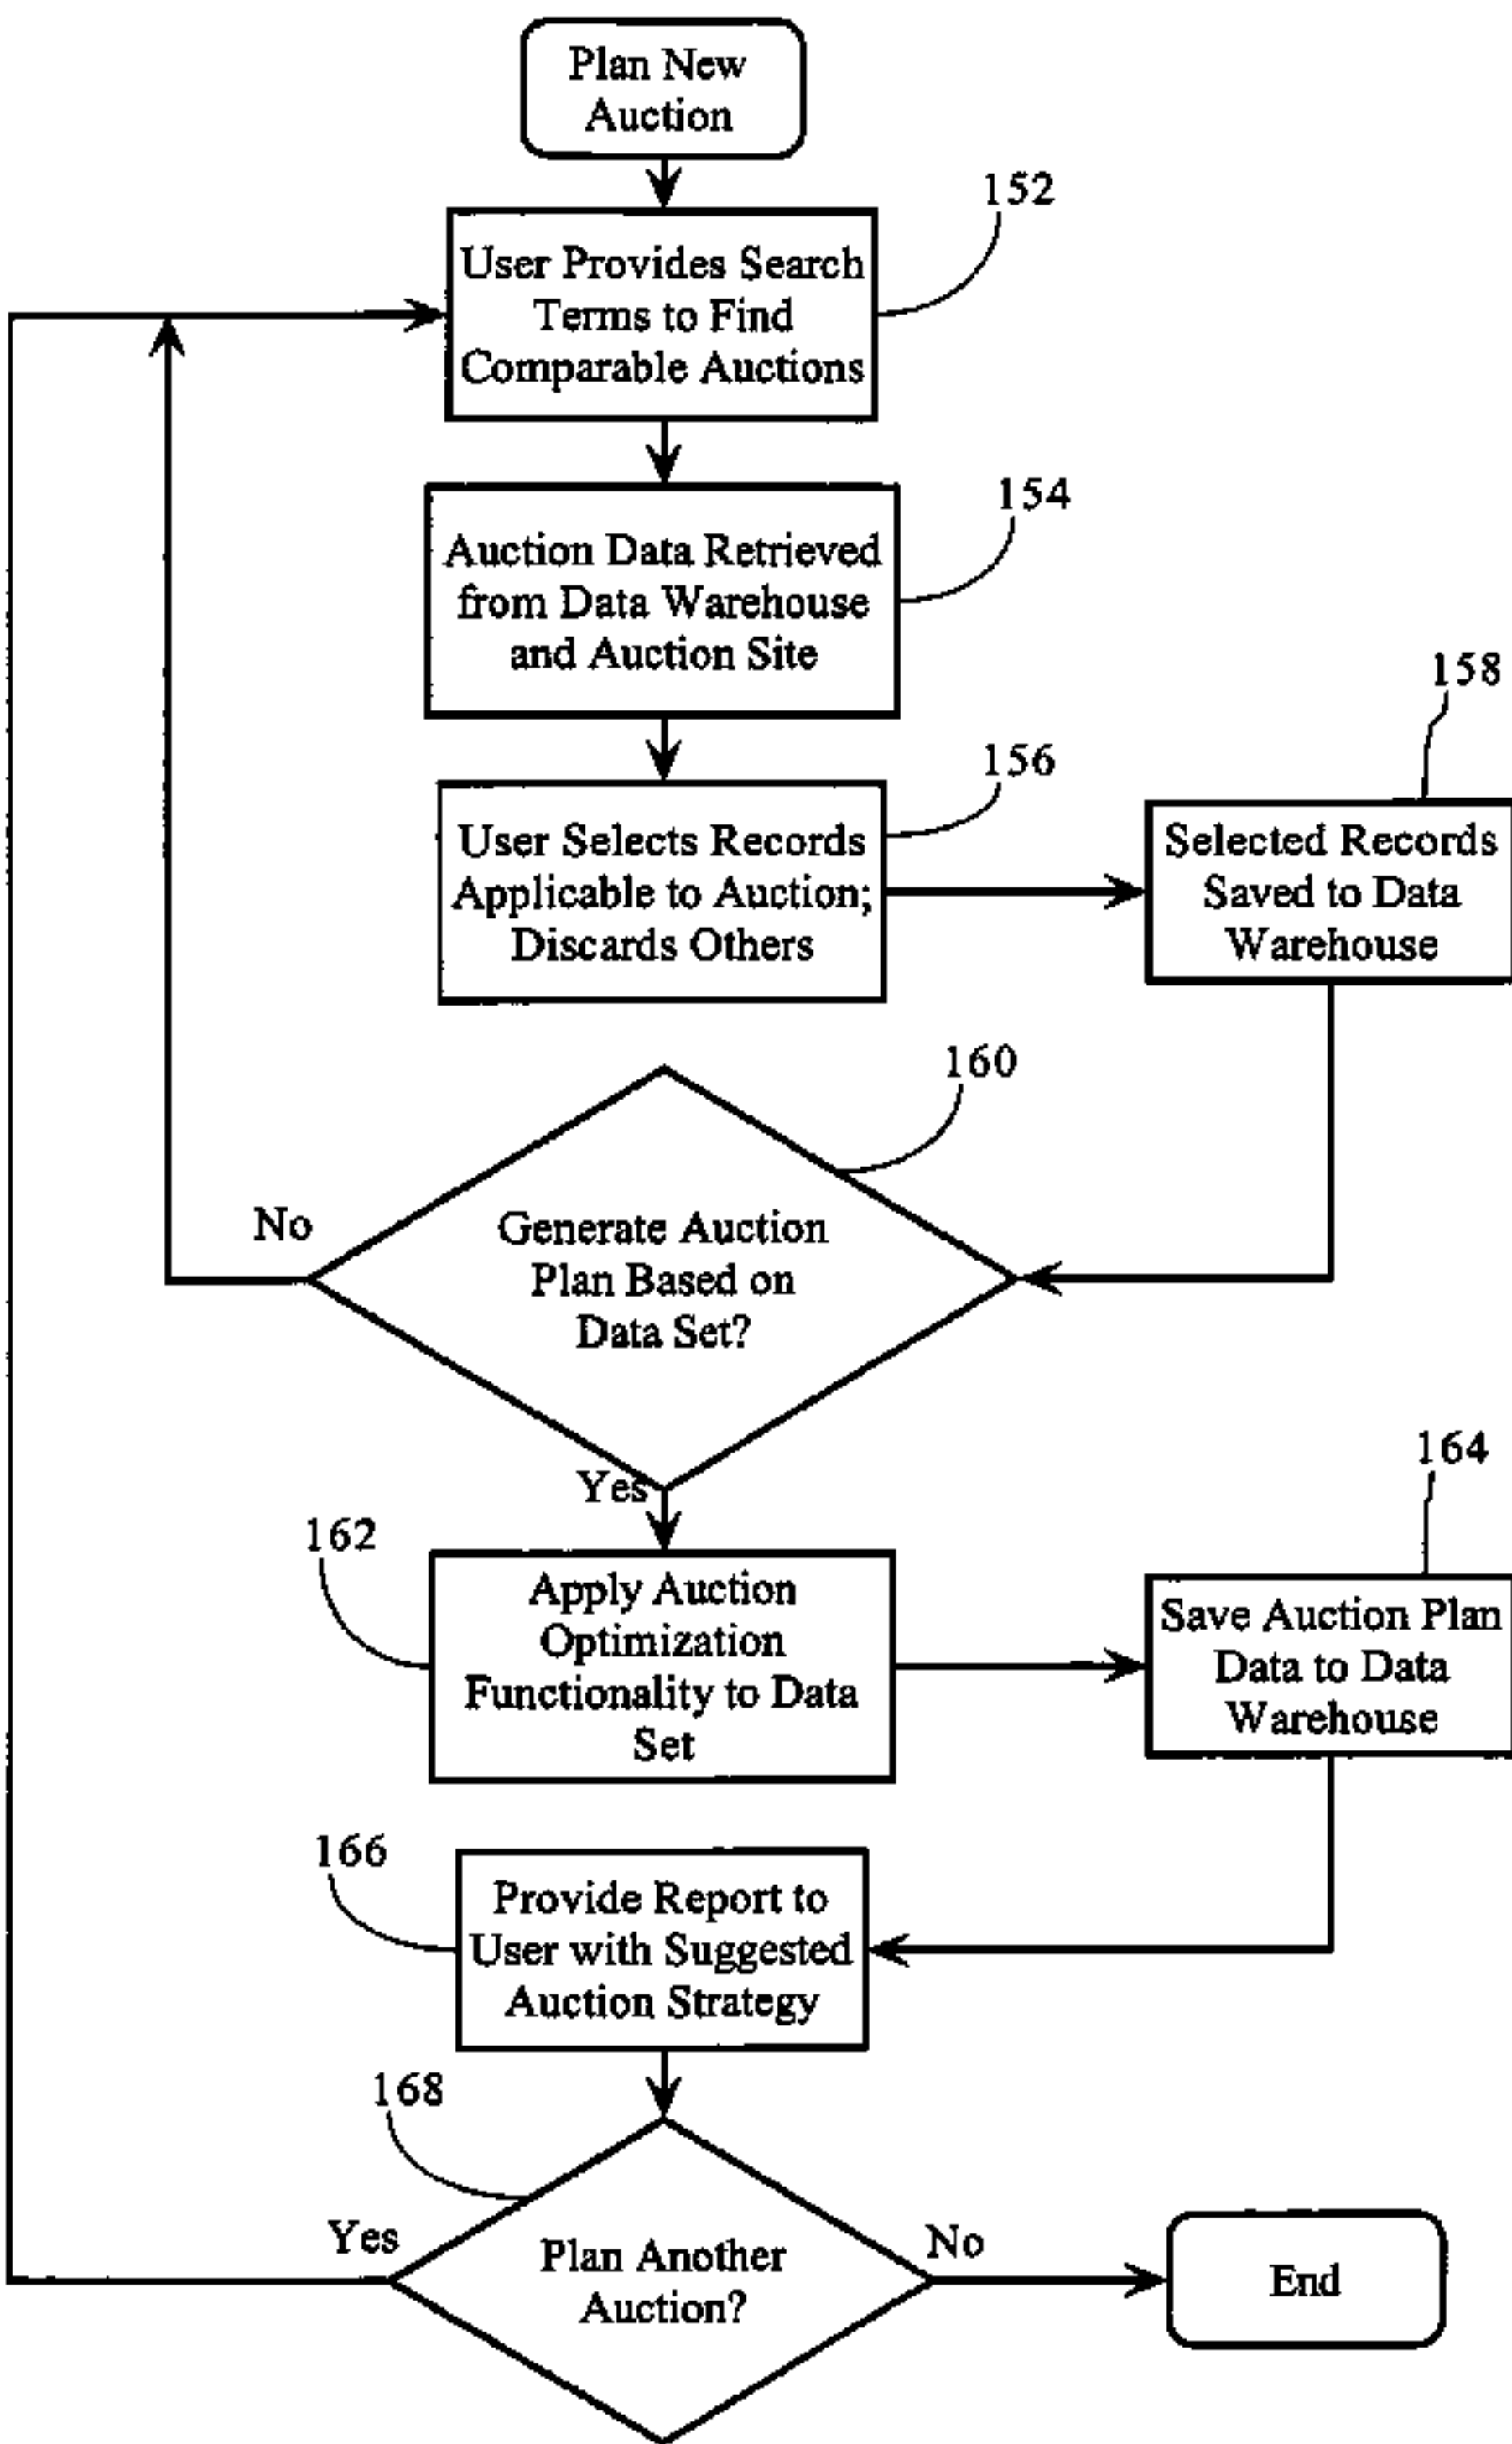 Plan New
Auction
152
User Provides Search
Terms to Find
Comparable Auctions
154
Auction Data Retrieved
from Data Warehouse
and Auction Site
156
User Selects Records
Applicable to Auction;
Discards Others
158
Selected Records
Saved to Data
Warehouse
160
Generate Auction
Plan Based on
Data Set?
No
Yes
162
Apply Auction
Optimization
Functionality to Data
Set
164
Save Auction Plan
Data to Data
Warehouse
166
Provide Report to
User with Suggested
Auction Strategy
168
Plan Another
Auction?
Yes
No
End